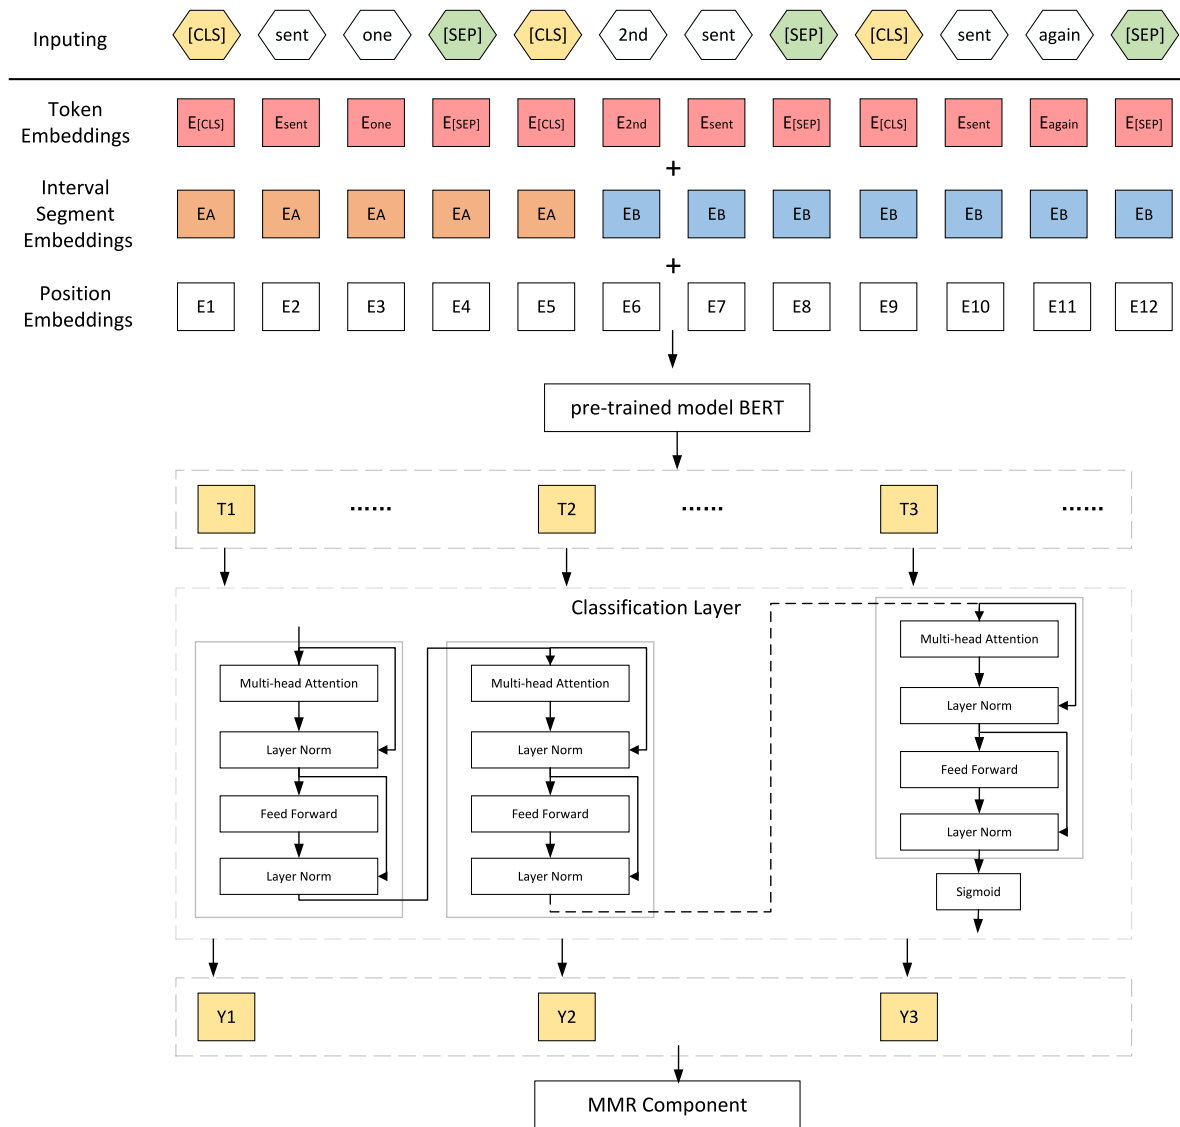 Inputing [CLS] sent one [SEP] [CLS] 2nd sent [SEP] [CLS] sent again [SEP]
Token
Embeddings
E[CLS] Esent Eone E[SEP] E[CLS] E2nd Esent E[SEP] E[CLS] Esent Eagain E[SEP]
+
Interval
Segment
Embeddings
EA EA EA EA EA EB EB EB EB EB EB EB
+
Position
Embeddings
E1 E2 E3 E4 E5 E6 E7 E8 E9 E10 E11 E12
pre-trained model BERT
T1 ...... T2 ...... T3 ......
Classification Layer
Multi-head Attention
Layer Norm
Feed Forward
Layer Norm
Multi-head Attention
Layer Norm
Feed Forward
Layer Norm
Multi-head Attention
Layer Norm
Feed Forward
Layer Norm
Sigmoid
Y1 Y2 Y3
MMR Component